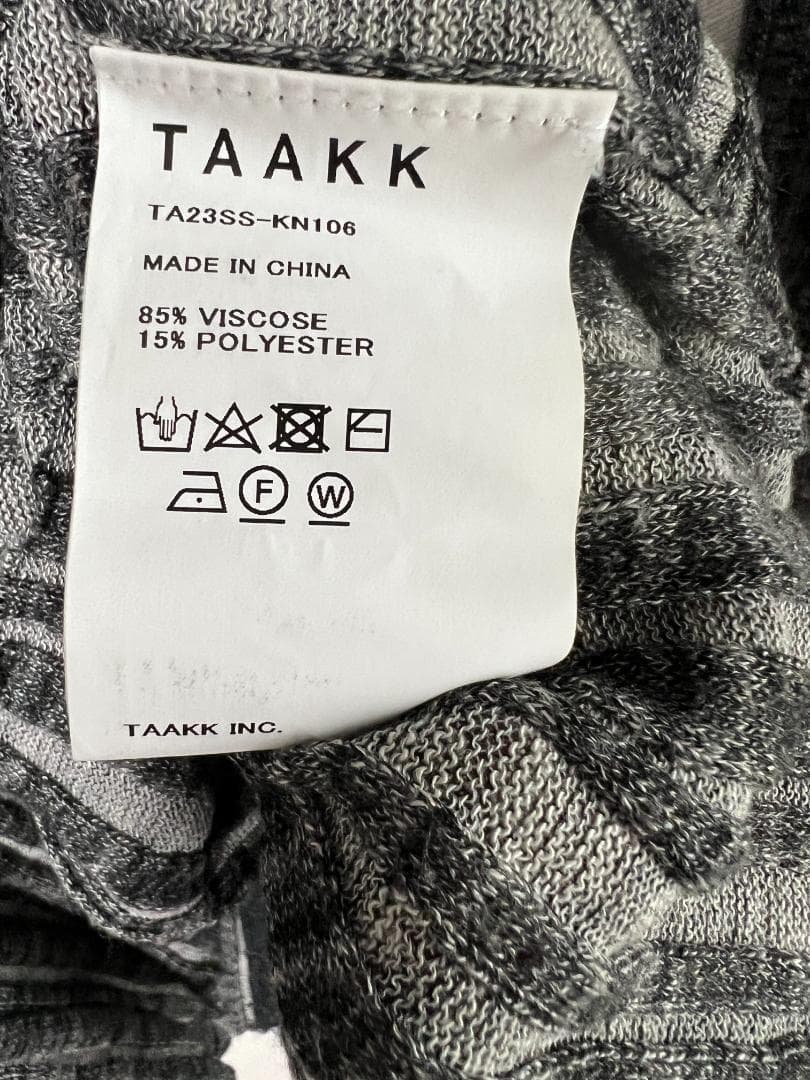 TAAKK
TA23SS-KN106
MADE IN CHINA
85% VISCOSE
15% POLYESTER
F W
TAAKK INC.